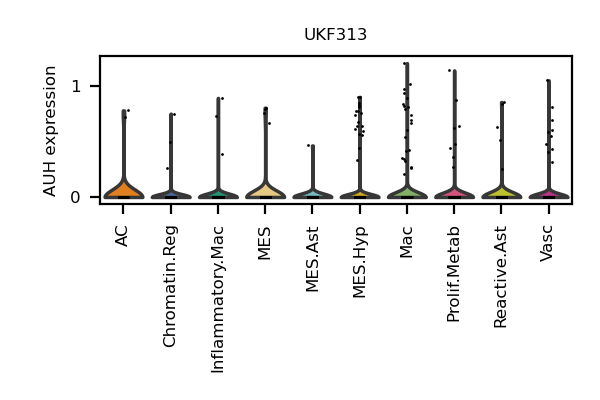 UKF313
AUH expression
1
0
AC
Chromatin.Reg
Inflammatory.Mac
MES
MES.Ast
MES.Hyp
Mac
Prolif.Metab
Reactive.Ast
Vasc